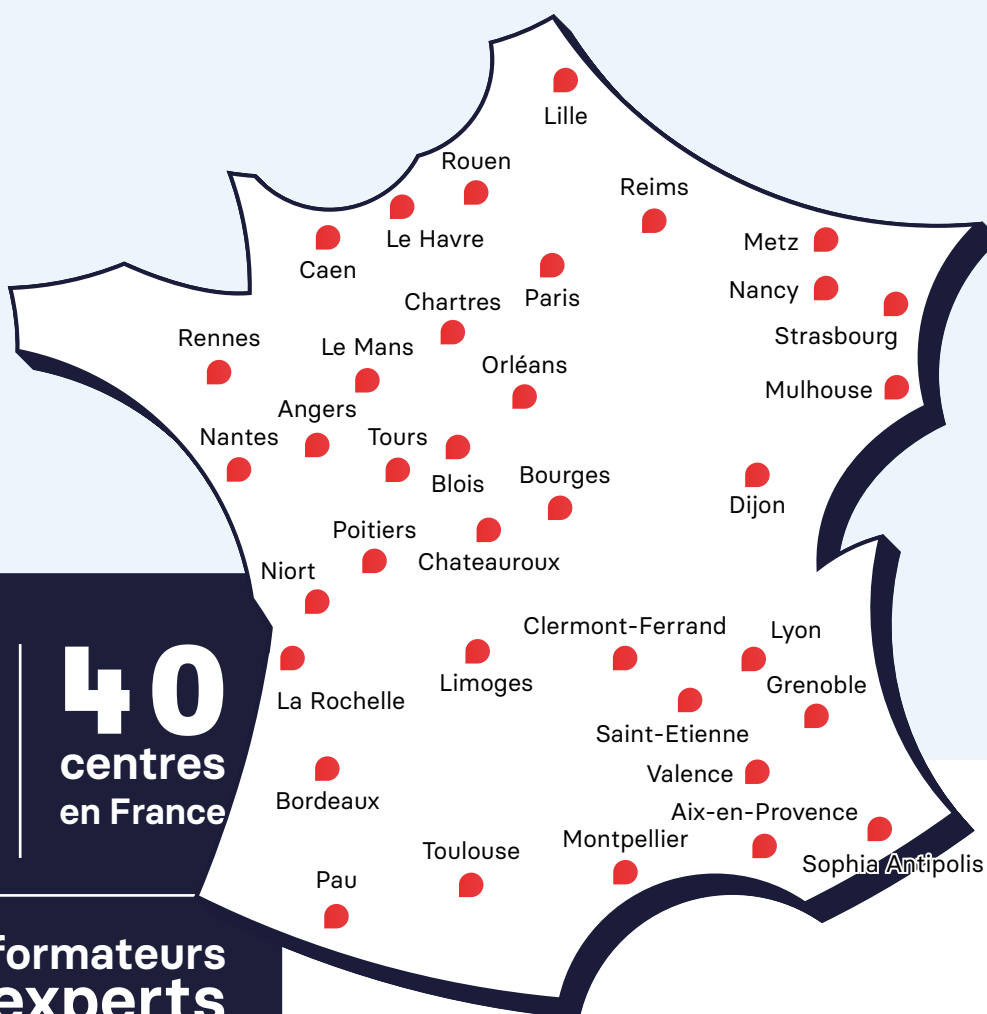 Lille
Rouen
Reims
Le Havre
Metz
Caen
Nancy
Paris
Chartres
Strasbourg
Rennes
Le Mans
Orléans
Mulhouse
Angers
Nantes
Tours
Blois
Bourges
Dijon
Poitiers
Chateauroux
Niort
Clermont-Ferrand
Lyon
Limoges
Grenoble
La Rochelle
Saint-Etienne
Valence
Bordeaux
Aix-en-Provence
Montpellier
Toulouse
Sophia Antipolis
Pau
40
centres
en France
formateurs
experts